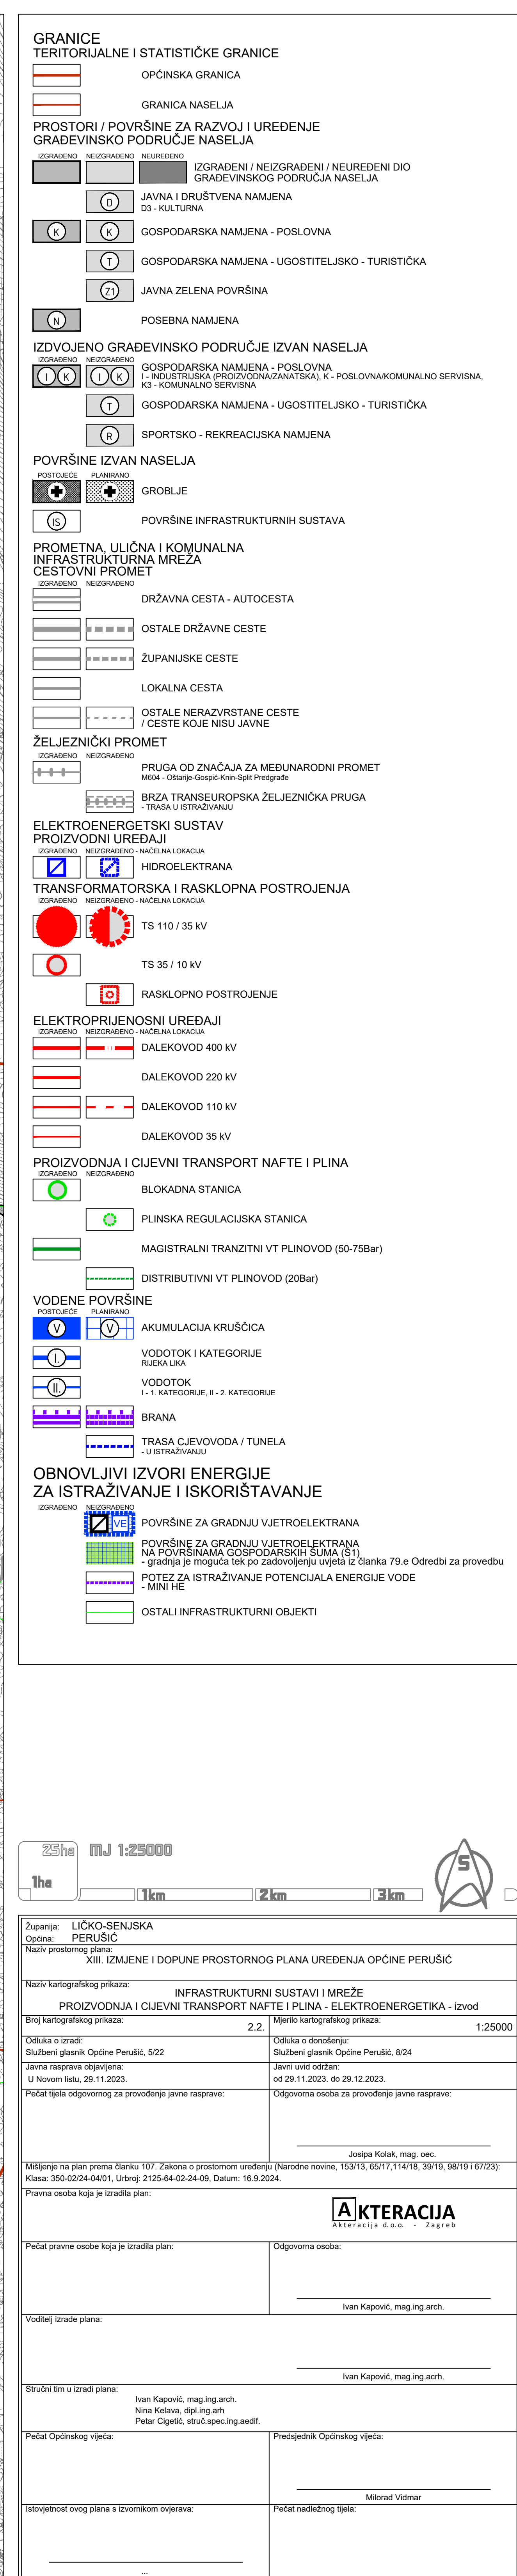 GRANICE
TERITORIJALNE I STATISTIČKE GRANICE
OPĆINSKA GRANICA
GRANICA NASELJA
PROSTORI / POVRŠINE ZA RAZVOJ I UREĐENJE
GRAĐEVINSKO PODRUČJE NASELJA
IZGRAĐENO NEIZGRAĐENO NEUREĐENO
IZGRAĐENI / NEIZGRAĐENI / NEUREĐENI DIO
GRAĐEVINSKOG PODRUČJA NASELJA
D JAVNA I DRUŠTVENA NAMJENA
D3 - KULTURNA
K K GOSPODARSKA NAMJENA - POSLOVNA
T GOSPODARSKA NAMJENA - UGOSTITELJSKO - TURISTIČKA
Z1 JAVNA ZELENA POVRŠINA
N POSEBNA NAMJENA
IZDVOJENO GRAĐEVINSKO PODRUČJE IZVAN NASELJA
IZGRAĐENO NEIZGRAĐENO
I K I K GOSPODARSKA NAMJENA - POSLOVNA
I - INDUSTRIJSKA (PROIZVODNA/ZANATSKA), K - POSLOVNA/KOMUNALNO SERVISNA,
K3 - KOMUNALNO SERVISNA
T GOSPODARSKA NAMJENA - UGOSTITELJSKO - TURISTIČKA
R SPORTSKO - REKREACIJSKA NAMJENA
POVRŠINE IZVAN NASELJA
POSTOJEĆE PLANIRANO
GROBLJE
IS POVRŠINE INFRASTRUKTURNIH SUSTAVA
PROMETNA, ULIČNA I KOMUNALNA
INFRASTRUKTURNA MREŽA
CESTOVNI PROMET
IZGRAĐENO NEIZGRAĐENO
DRŽAVNA CESTA - AUTOCESTA
OSTALE DRŽAVNE CESTE
ŽUPANIJSKE CESTE
LOKALNA CESTA
OSTALE NERAZVRSTANE CESTE
/ CESTE KOJE NISU JAVNE
ŽELJEZNIČKI PROMET
IZGRAĐENO NEIZGRAĐENO
PRUGA OD ZNAČAJA ZA MEĐUNARODNI PROMET
M604 - Oštarije-Gospić-Knin-Split Predgrađe
BRZA TRANSEUROPSKA ŽELJEZNIČKA PRUGA
- TRASA U ISTRAŽIVANJU
ELEKTROENERGETSKI SUSTAV
PROIZVODNI UREĐAJI
IZGRAĐENO NEIZGRAĐENO - NAČELNA LOKACIJA
HIDROELEKTRANA
TRANSFORMATORSKA I RASKLOPNA POSTROJENJA
IZGRAĐENO NEIZGRAĐENO - NAČELNA LOKACIJA
TS 110 / 35 kV
TS 35 / 10 kV
RASKLOPNO POSTROJENJE
ELEKTROPRIJENOSNI UREĐAJI
IZGRAĐENO NEIZGRAĐENO - NAČELNA LOKACIJA
DALEKOVOD 400 kV
DALEKOVOD 220 kV
DALEKOVOD 110 kV
DALEKOVOD 35 kV
PROIZVODNJA I CIJEVNI TRANSPORT NAFTE I PLINA
IZGRAĐENO NEIZGRAĐENO
BLOKADNA STANICA
PLINSKA REGULACIJSKA STANICA
MAGISTRALNI TRANZITNI VT PLINOVOD (50-75Bar)
DISTRIBUTIVNI VT PLINOVOD (20Bar)
VODENE POVRŠINE
POSTOJEĆE PLANIRANO
V V AKUMULACIJA KRUŠČICA
I. VODOTOK I KATEGORIJE
RIJEKA LIKA
II. VODOTOK
I - 1. KATEGORIJE, II - 2. KATEGORIJE
BRANA
TRASA CJEVOVODA / TUNELA
- U ISTRAŽIVANJU
OBNOVLJIVI IZVORI ENERGIJE
ZA ISTRAŽIVANJE I ISKORIŠTAVANJE
IZGRAĐENO NEIZGRAĐENO
VE POVRŠINE ZA GRADNJU VJETROELEKTRANA
POVRŠINE ZA GRADNJU VJETROELEKTRANA
NA POVRŠINAMA GOSPODARSKIH ŠUMA (Š1)
- gradnja je moguća tek po zadovoljenju uvjeta iz članka 79.e Odredbi za provedbu
POTEZ ZA ISTRAŽIVANJE POTENCIJALA ENERGIJE VODE
- MINI HE
OSTALI INFRASTRUKTURNI OBJEKTI
25ha MJ 1:25000
1ha
1km 2km 3km
S
Županija: LIČKO-SENJSKA
Općina: PERUŠIĆ
Naziv prostornog plana:
XIII. IZMJENE I DOPUNE PROSTORNOG PLANA UREĐENJA OPĆINE PERUŠIĆ
Naziv kartografskog prikaza:
INFRASTRUKTURNI SUSTAVI I MREŽE
PROIZVODNJA I CIJEVNI TRANSPORT NAFTE I PLINA - ELEKTROENERGETIKA - izvod
Broj kartografskog prikaza: 2.2. Mjerilo kartografskog prikaza: 1:25000
Odluka o izradi: Odluka o donošenju:
Službeni glasnik Općine Perušić, 5/22 Službeni glasnik Općine Perušić, 8/24
Javna rasprava objavljena: Javni uvid održan:
U Novom listu, 29.11.2023. od 29.11.2023. do 29.12.2023.
Pečat tijela odgovornog za provođenje javne rasprave: Odgovorna osoba za provođenje javne rasprave:
Josipa Kolak, mag. oec.
Mišljenje na plan prema članku 107. Zakona o prostornom uređenju (Narodne novine, 153/13, 65/17,114/18, 39/19, 98/19 i 67/23):
Klasa: 350-02/24-04/01, Urbroj: 2125-64-02-24-09, Datum: 16.9.2024.
Pravna osoba koja je izradila plan:
AKTERACIJA
Akteracija d.o.o. - Zagreb
Pečat pravne osobe koja je izradila plan: Odgovorna osoba:
Ivan Kapović, mag.ing.arch.
Voditelj izrade plana:
Ivan Kapović, mag.ing.acrh.
Stručni tim u izradi plana:
Ivan Kapović, mag.ing.arch.
Nina Kelava, dipl.ing.arh
Petar Cigetić, struč.spec.ing.aedif.
Pečat Općinskog vijeća: Predsjednik Općinskog vijeća:
Milorad Vidmar
Istovjetnost ovog plana s izvornikom ovjerava: Pečat nadležnog tijela:
...